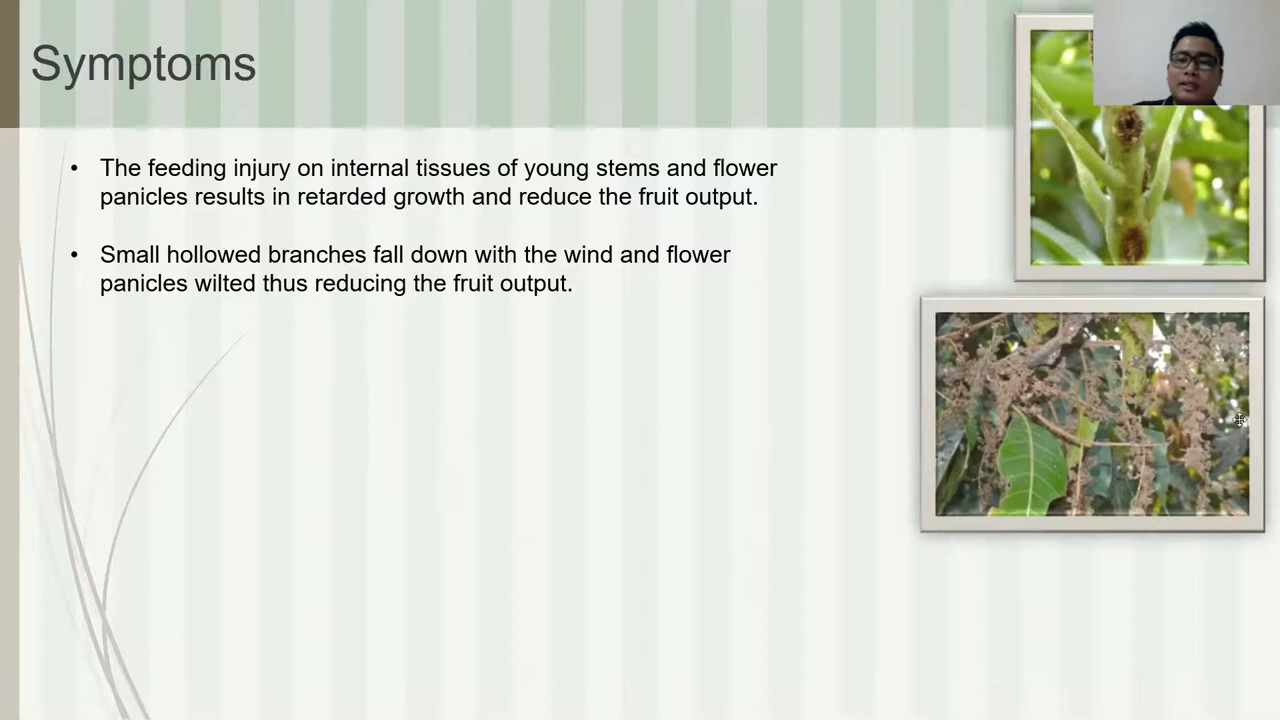 Symptoms
• The feeding injury on internal tissues of young stems and flower
panicles results in retarded growth and reduce the fruit output.
• Small hollowed branches fall down with the wind and flower
panicles wilted thus reducing the fruit output.